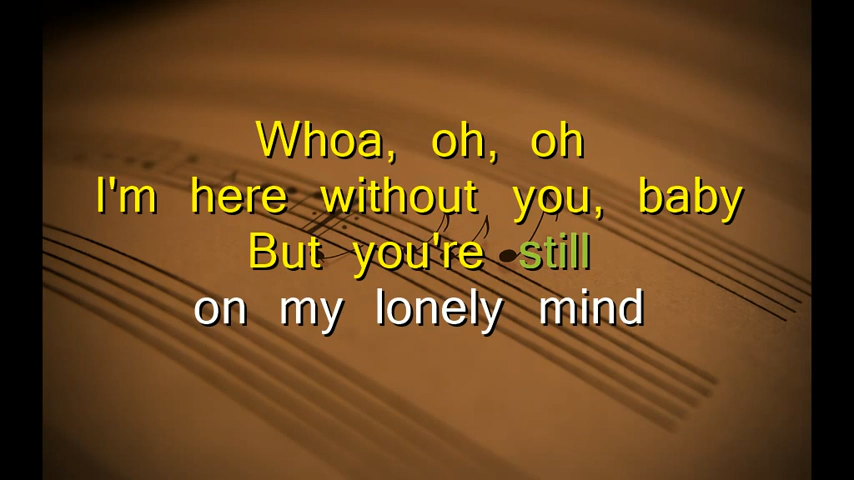 Whoa, oh, oh
I'm here without you, baby
But you're still
on my lonely mind